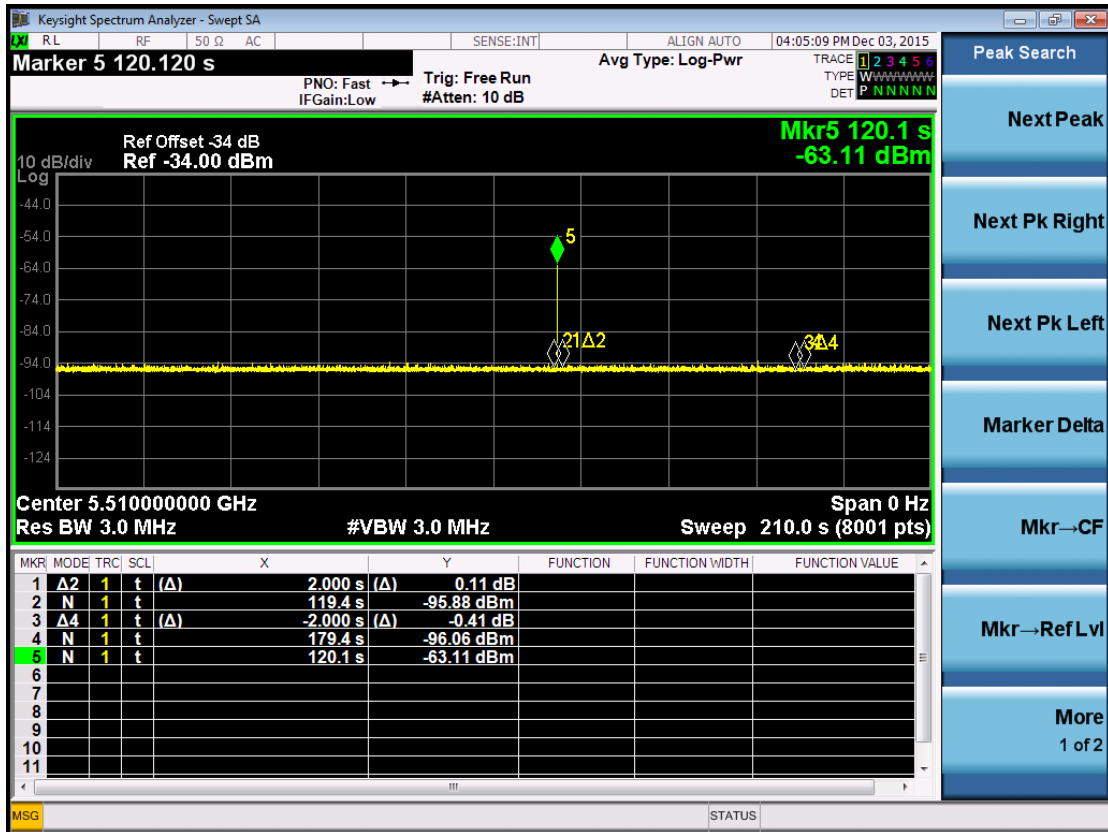 Keysight Spectrum Analyzer - Swept SA
LXI RL RF 50 Ω AC SENSE:INT ALIGN AUTO 04:05:09 PM Dec 03, 2015
Marker 5 120.120 s
PNO: Fast
IFGain:Low
Trig: Free Run
#Atten: 10 dB
Avg Type: Log-Pwr
TRACE 1 2 3 4 5 6
TYPE WWWWWW
DET P N N N N N
Ref Offset -34 dB
10 dB/div Ref -34.00 dBm
Log
Mkr5 120.1 s
-63.11 dBm
-44.0
-54.0
-64.0
-74.0
-84.0
-94.0
-104
-114
-124
5
21Δ2
34Δ4
Center 5.510000000 GHz Span 0 Hz
Res BW 3.0 MHz #VBW 3.0 MHz Sweep 210.0 s (8001 pts)
MKR MODE TRC SCL X Y FUNCTION FUNCTION WIDTH FUNCTION VALUE
1 Δ2 1 t (Δ) 2.000 s (Δ) 0.11 dB
2 N 1 t 119.4 s -95.88 dBm
3 Δ4 1 t (Δ) -2.000 s (Δ) -0.41 dB
4 N 1 t 179.4 s -96.06 dBm
5 N 1 t 120.1 s -63.11 dBm
6
7
8
9
10
11
MSG STATUS
Peak Search
Next Peak
Next Pk Right
Next Pk Left
Marker Delta
Mkr→CF
Mkr→Ref Lvl
More
1 of 2